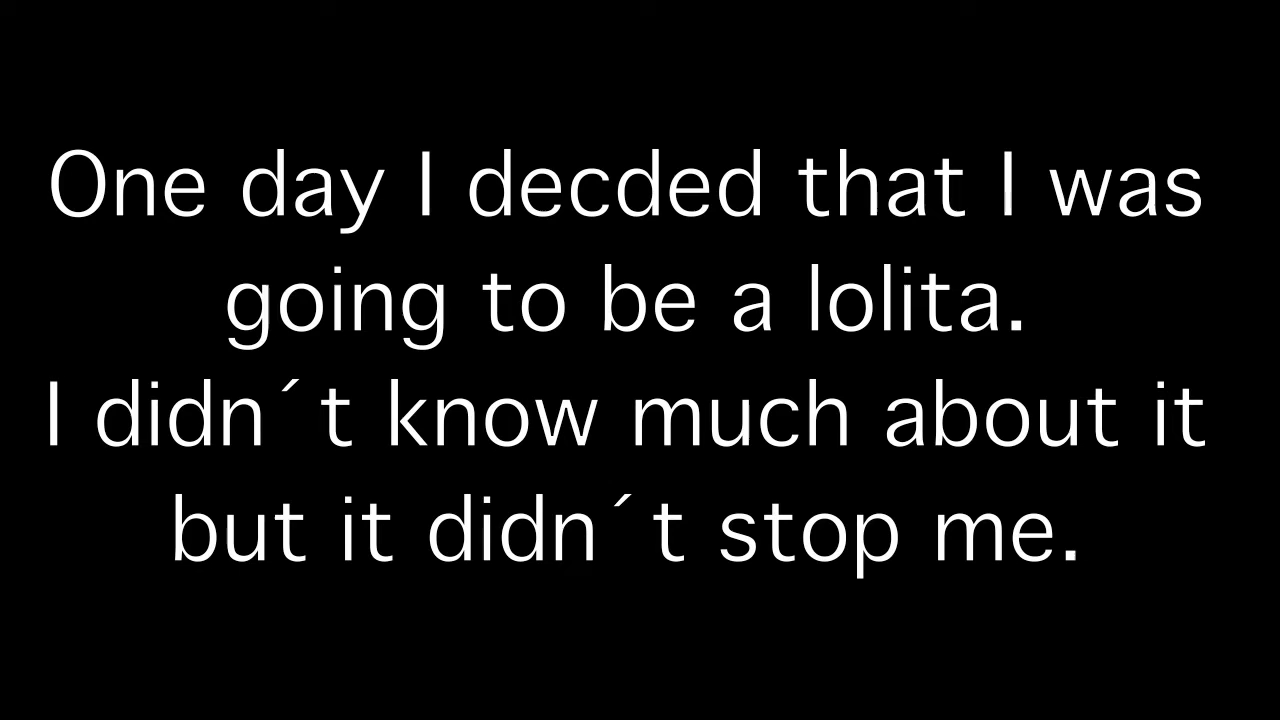 One day I decded that I was
going to be a lolita.
I didn´t know much about it
but it didn´t stop me.